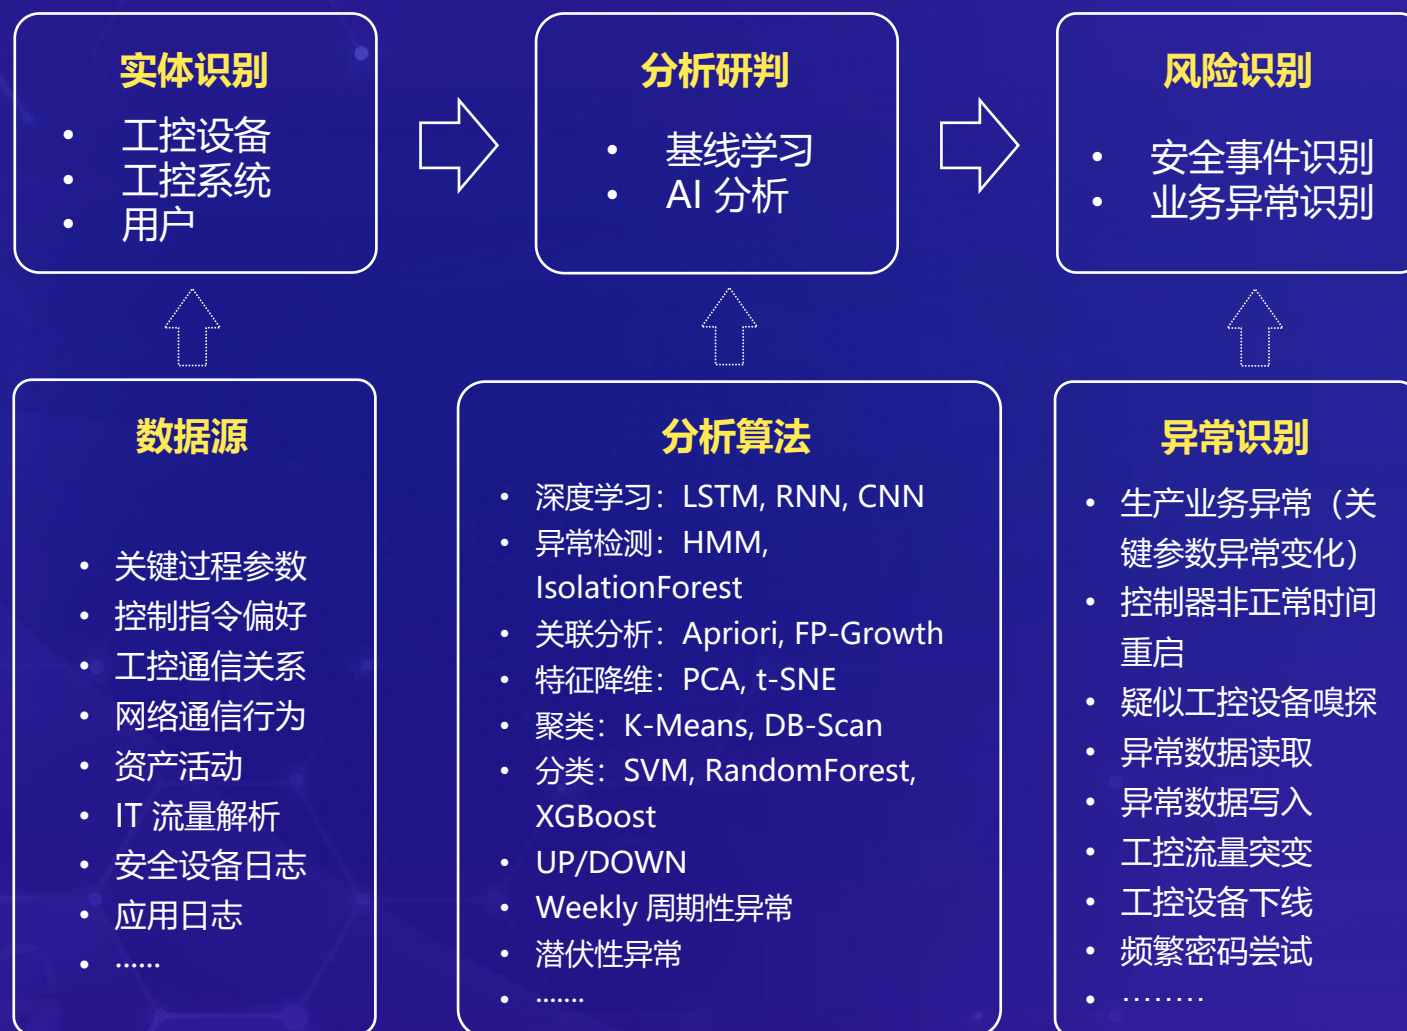 实体识别
• 工控设备
• 工控系统
• 用户
分析研判
• 基线学习
• AI 分析
风险识别
• 安全事件识别
• 业务异常识别
数据源
• 关键过程参数
• 控制指令偏好
• 工控通信关系
• 网络通信行为
• 资产活动
• IT 流量解析
• 安全设备日志
• 应用日志
• ......
分析算法
• 深度学习：LSTM, RNN, CNN
• 异常检测：HMM,
IsolationForest
• 关联分析：Apriori, FP-Growth
• 特征降维：PCA, t-SNE
• 聚类：K-Means, DB-Scan
• 分类：SVM, RandomForest,
XGBoost
• UP/DOWN
• Weekly 周期性异常
• 潜伏性异常
• .......
异常识别
• 生产业务异常（关
键参数异常变化）
• 控制器非正常时间
重启
• 疑似工控设备嗅探
• 异常数据读取
• 异常数据写入
• 工控流量突变
• 工控设备下线
• 频繁密码尝试
• ········